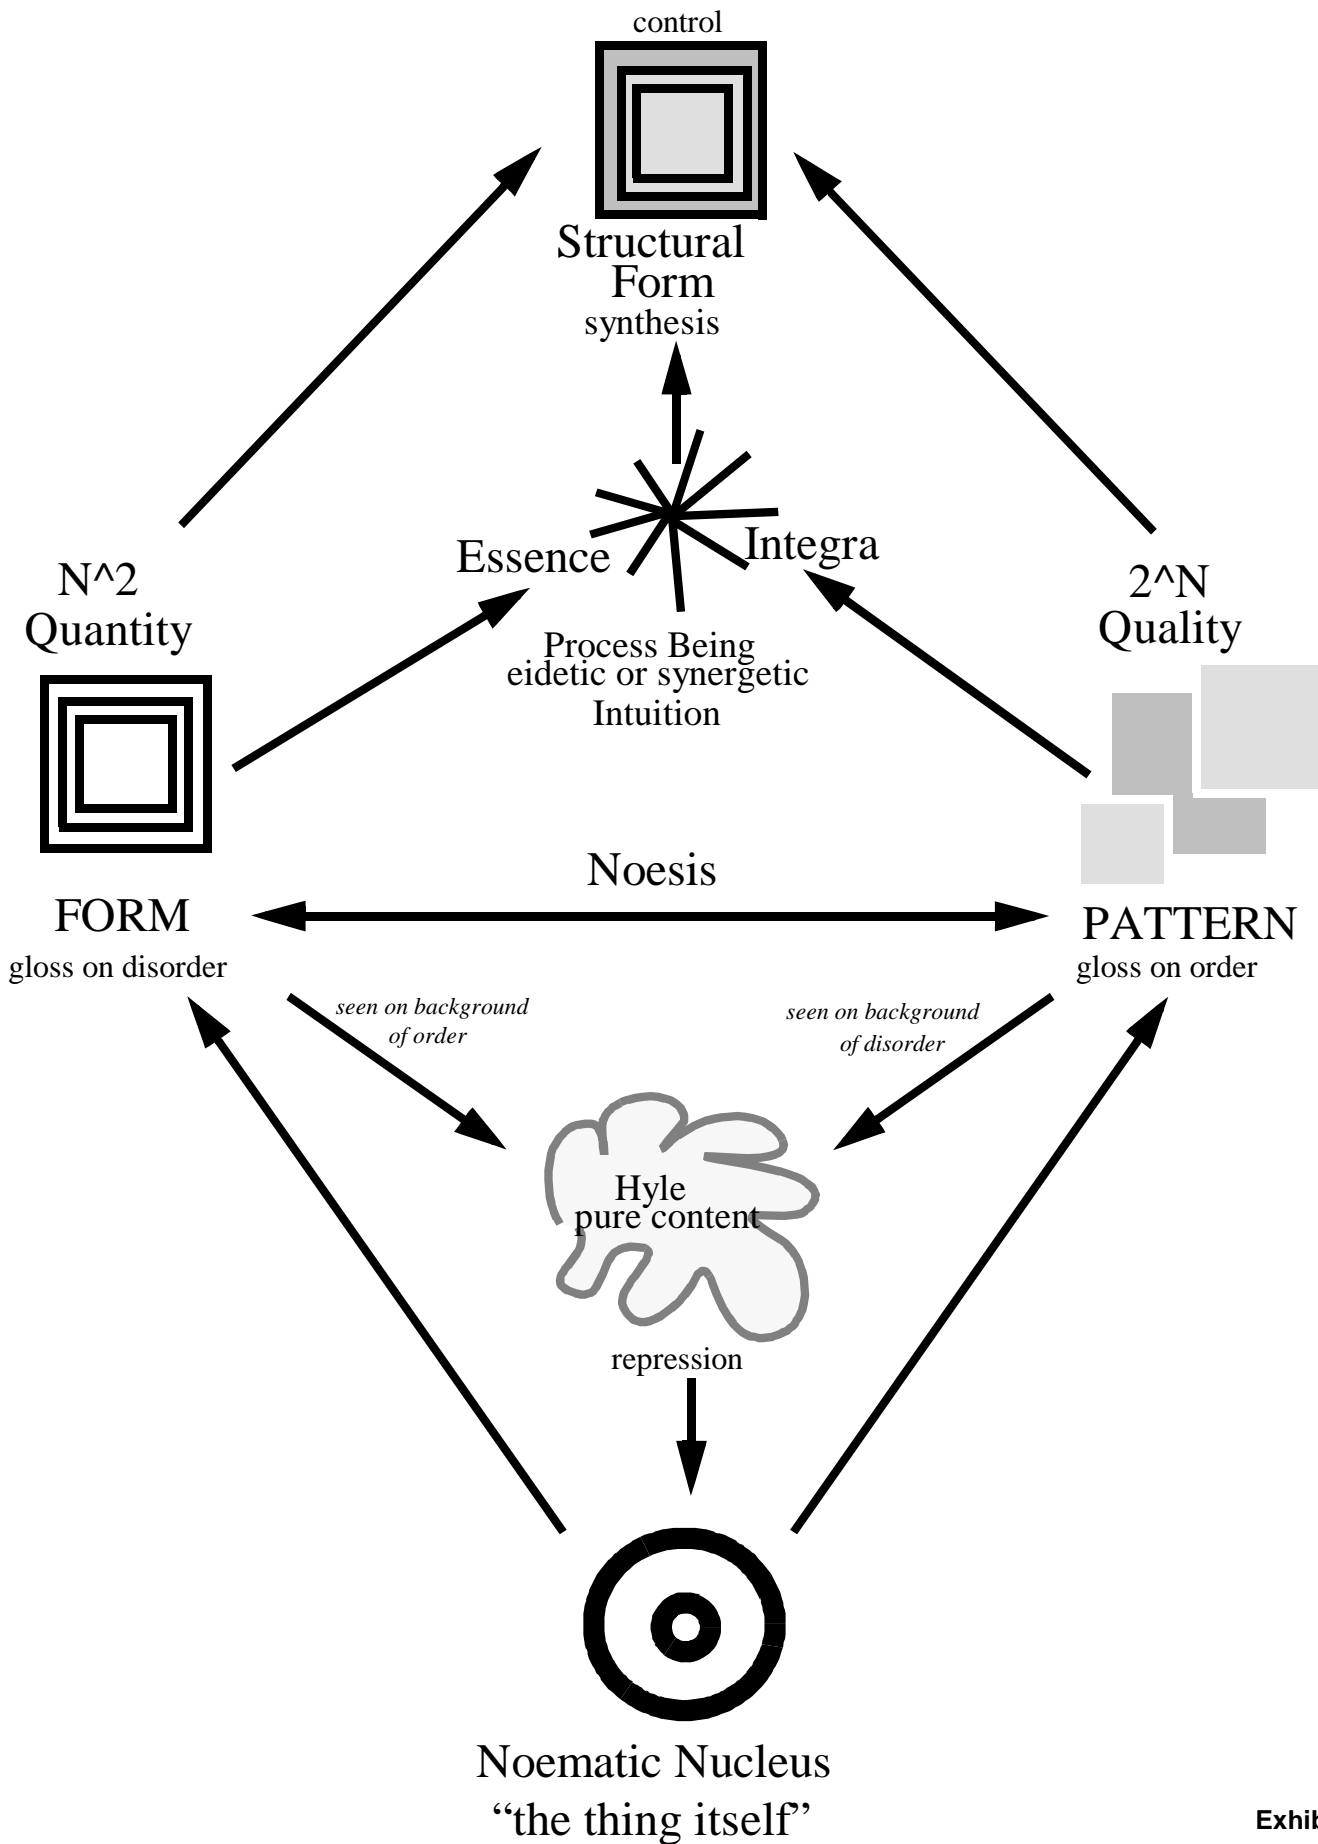 control
Structural
Form
synthesis
Essence
Integra
N^2
Quantity
2^N
Quality
Process Being
eidetic or synergetic
Intuition
Noesis
FORM
gloss on disorder
PATTERN
gloss on order
seen on background
of order
seen on background
of disorder
Hyle
pure content
repression
Noematic Nucleus
“the thing itself”
Exhib